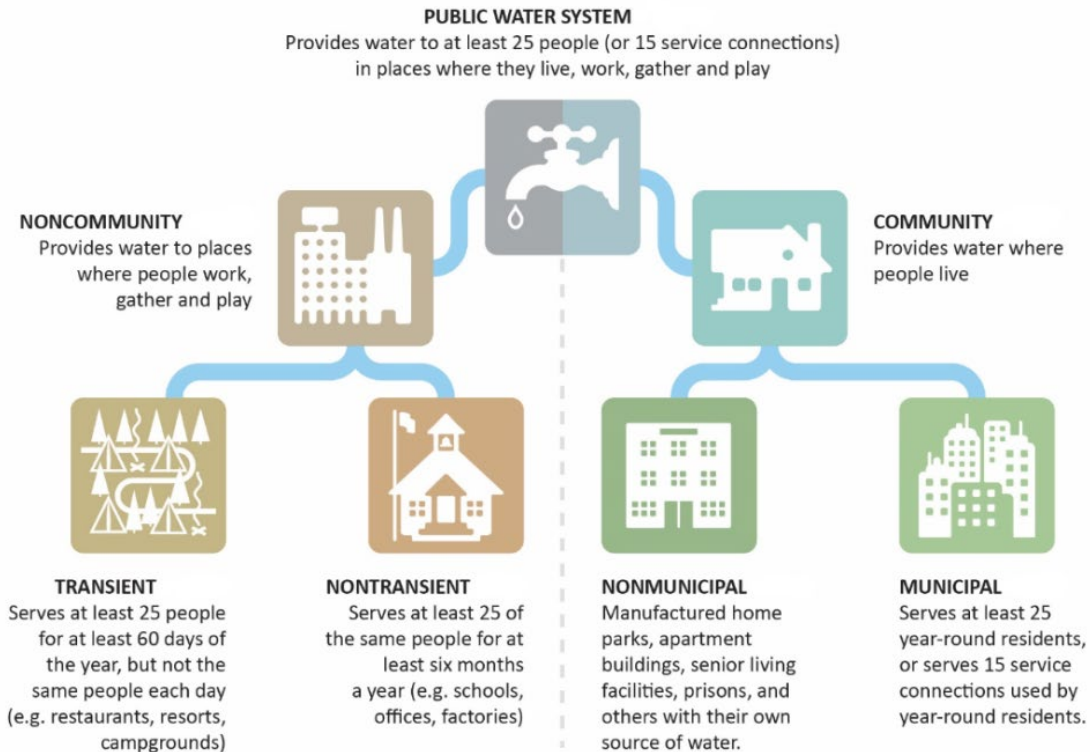 PUBLIC WATER SYSTEM
Provides water to at least 25 people (or 15 service connections)
in places where they live, work, gather and play
NONCOMMUNITY
Provides water to places
where people work,
gather and play
COMMUNITY
Provides water where
people live
TRANSIENT
Serves at least 25 people
for at least 60 days of
the year, but not the
same people each day
(e.g. restaurants, resorts,
campgrounds)
NONTRANSIENT
Serves at least 25 of
the same people for at
least six months
a year (e.g. schools,
offices, factories)
NONMUNICIPAL
Manufactured home
parks, apartment
buildings, senior living
facilities, prisons, and
others with their own
source of water.
MUNICIPAL
Serves at least 25
year-round residents,
or serves 15 service
connections used by
year-round residents.